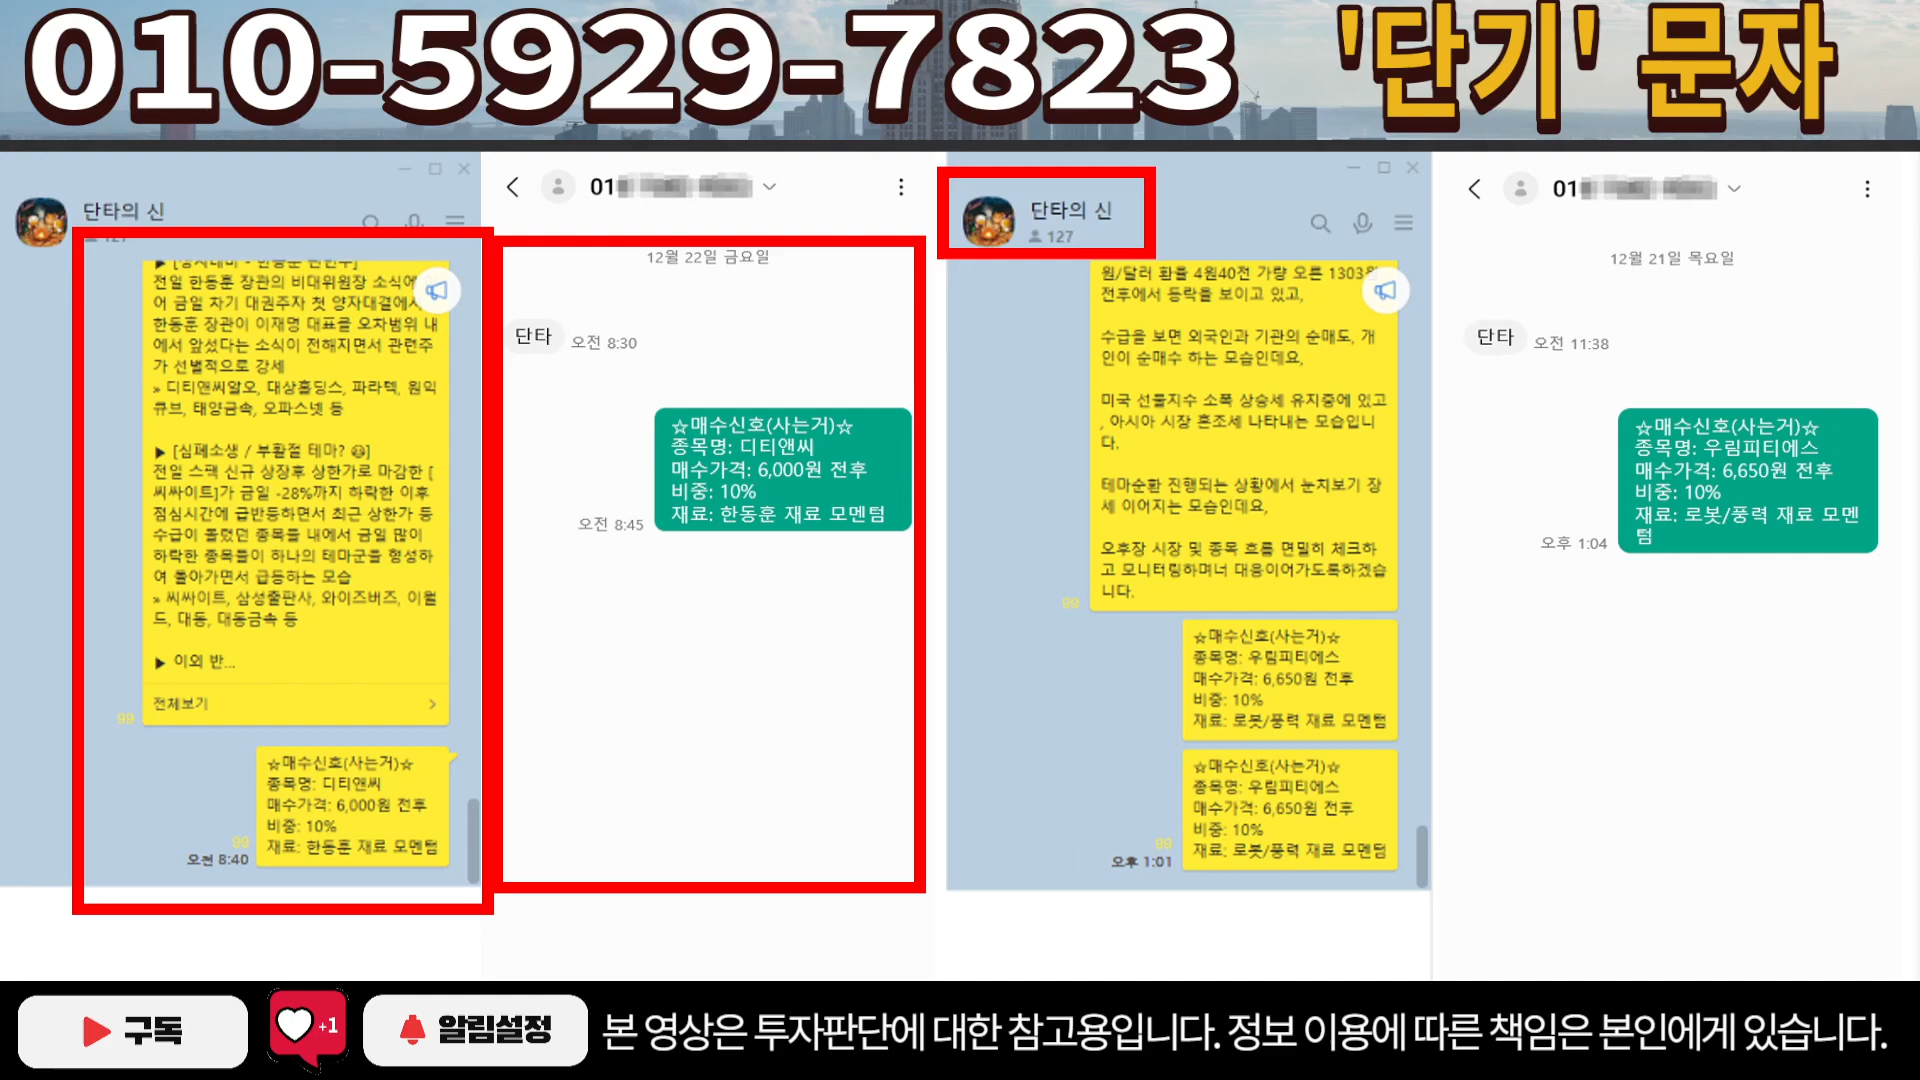 010-5929-7823 '단기' 문자
단타의 신
전일 한동훈 장관의 비대위원장 소식에
어 금일 차기 대권주자 첫 양자대결에서
한동훈 장관이 이재명 대표를 오차범위 내
에서 앞섰다는 소식이 전해지면서 관련주
가 선별적으로 강세
» 디티앤씨알오, 대상홀딩스, 파라텍, 원익
큐브, 태양금속, 오파스넷 등
▶ [심폐소생 / 부활절 테마? ]
전일 스팩 신규 상장후 상한가로 마감한 [
씨싸이트]가 금일 -28%까지 하락한 이후
점심시간에 급반등하면서 최근 상한가 등
수급이 몰렸던 종목들 내에서 금일 많이
하락한 종목들이 하나의 테마군을 형성하
여 돌아가면서 급등하는 모습
» 씨싸이트, 삼성출판사, 와이즈버즈, 이월
드, 대동, 대동금속 등
▶ 이외 반...
전체보기
99
☆매수신호(사는거)☆
종목명: 디티앤씨
매수가격: 6,000원 전후
비중: 10%
재료: 한동훈 재료 모멘텀
99
오전 8:40
01
12월 22일 금요일
단타
오전 8:30
☆매수신호(사는거)☆
종목명: 디티앤씨
매수가격: 6,000원 전후
비중: 10%
재료: 한동훈 재료 모멘텀
오전 8:45
단타의 신
127
원/달러 환율 4원40전 가량 오른 1303원
전후에서 등락을 보이고 있고,
수급을 보면 외국인과 기관의 순매도, 개
인이 순매수 하는 모습인데요,
미국 선물지수 소폭 상승세 유지중에 있고
, 아시아 시장 혼조세 나타내는 모습입니
다.
테마순환 진행되는 상황에서 눈치보기 장
세 이어지는 모습인데요,
오후장 시장 및 종목 흐름 면밀히 체크하
고 모니터링하며너 대응이어가도록하겠습
니다.
99
☆매수신호(사는거)☆
종목명: 우림피티에스
매수가격: 6,650원 전후
비중: 10%
재료: 로봇/풍력 재료 모멘텀
☆매수신호(사는거)☆
종목명: 우림피티에스
매수가격: 6,650원 전후
비중: 10%
재료: 로봇/풍력 재료 모멘텀
99
오후 1:01
01
12월 21일 목요일
단타
오전 11:38
☆매수신호(사는거)☆
종목명: 우림피티에스
매수가격: 6,650원 전후
비중: 10%
재료: 로봇/풍력 재료 모멘
텀
오후 1:04
구독
+1
알림설정
본 영상은 투자판단에 대한 참고용입니다. 정보 이용에 따른 책임은 본인에게 있습니다.